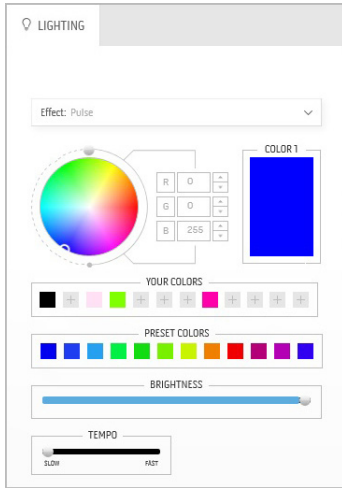 LIGHTING
Effect: Pulse
COLOR 1
R 0
G 0
B 255
YOUR COLORS
PRESET COLORS
BRIGHTNESS
TEMPO
SLOW FAST